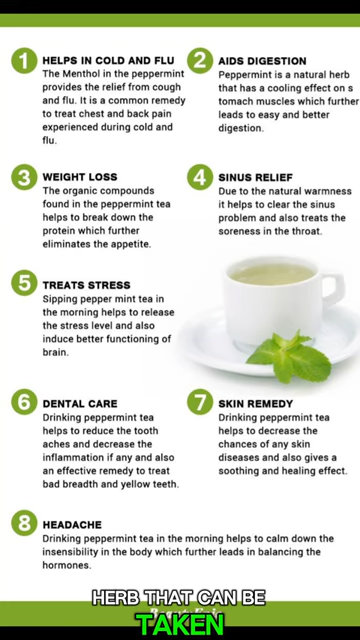 1 HELPS IN COLD AND FLU
The Menthol in the peppermint
provides the relief from cough
and flu. It is a common remedy
to treat chest and back pain
experienced during cold and
flu.
2 AIDS DIGESTION
Peppermint is a natural herb
that has a cooling effect on s
tomach muscles which further
leads to easy and better
digestion.
3 WEIGHT LOSS
The organic compounds
found in the peppermint tea
helps to break down the
protein which further
eliminates the appetite.
4 SINUS RELIEF
Due to the natural warmness
it helps to clear the sinus
problem and also treats the
soreness in the throat.
5 TREATS STRESS
Sipping pepper mint tea in
the morning helps to release
the stress level and also
induce better functioning of
brain.
6 DENTAL CARE
Drinking peppermint tea
helps to reduce the tooth
aches and decrease the
inflammation if any and also
an effective remedy to treat
bad breadth and yellow teeth.
7 SKIN REMEDY
Drinking peppermint tea
helps to decrease the
chances of any skin
diseases and also gives a
soothing and healing effect.
8 HEADACHE
Drinking peppermint tea in the morning helps to calm down the
insensibility in the body which further leads in balancing the
hormones.
HERB THAT CAN BE
TAKEN